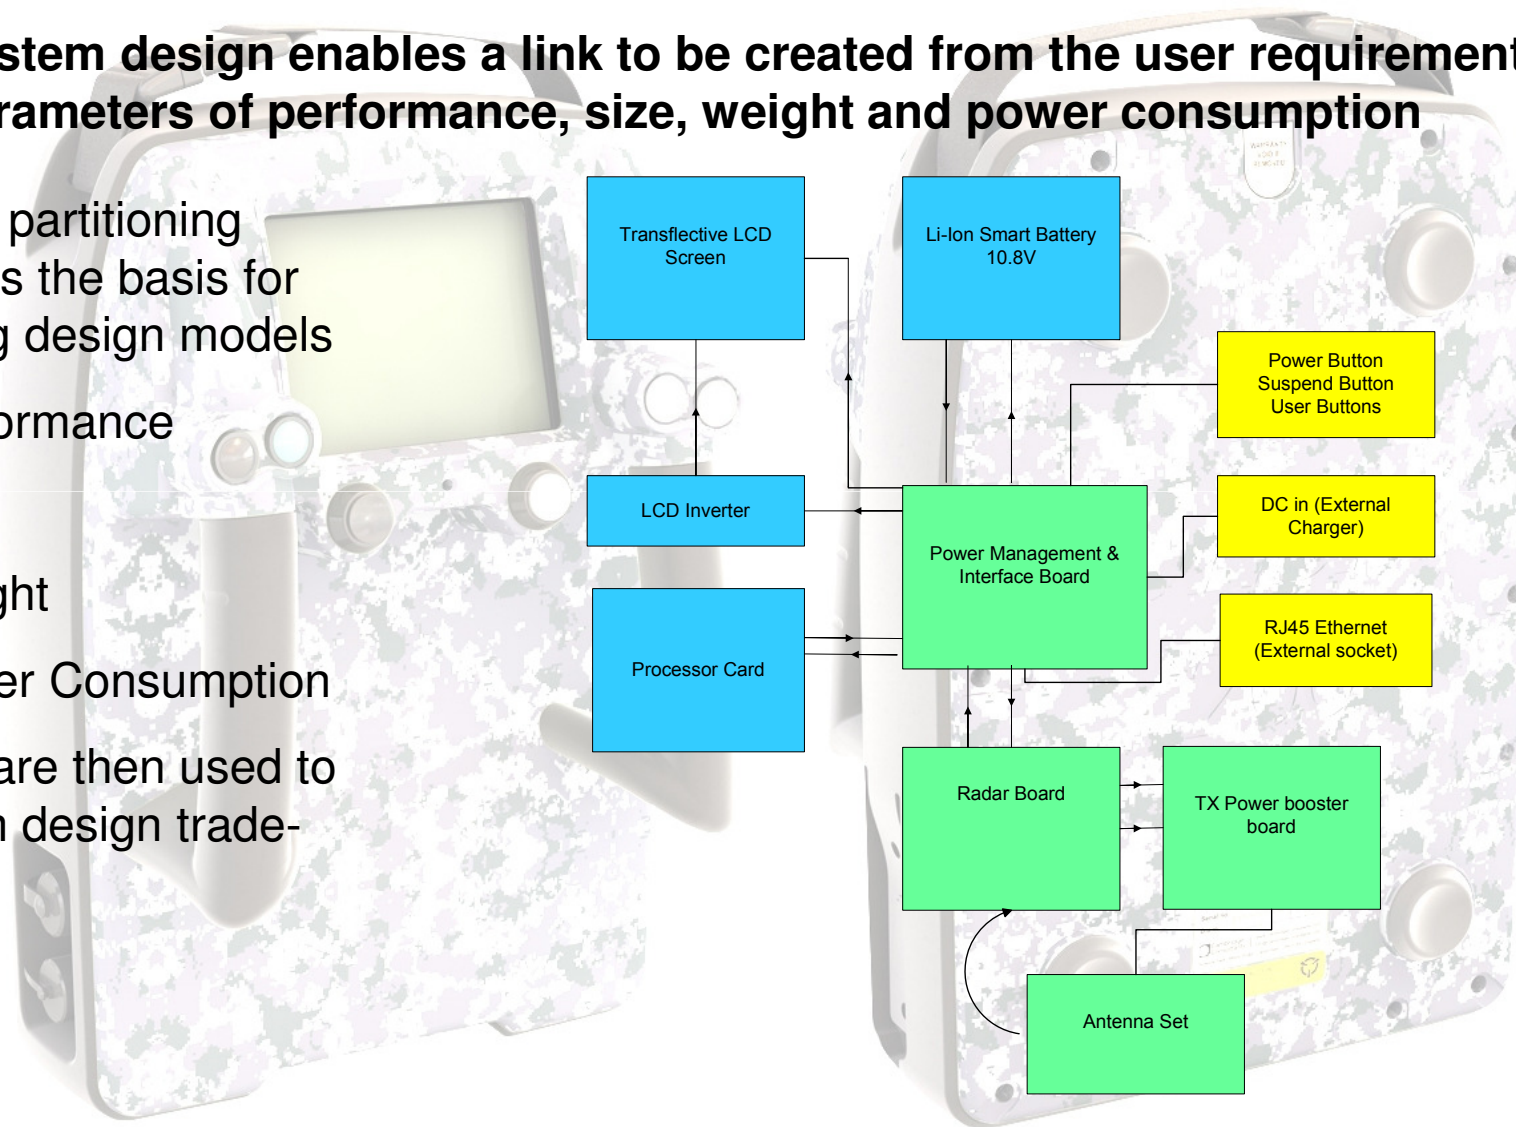 stem design enables a link to be created from the user requirement
rameters of performance, size, weight and power consumption
partitioning
s the basis for
g design models
ormance
ght
er Consumption
are then used to
n design trade-
Transflective LCD
Screen
Li-Ion Smart Battery
10.8V
Power Button
Suspend Button
User Buttons
LCD Inverter
Power Management &
Interface Board
DC in (External
Charger)
Processor Card
RJ45 Ethernet
(External socket)
Radar Board
TX Power booster
board
Antenna Set